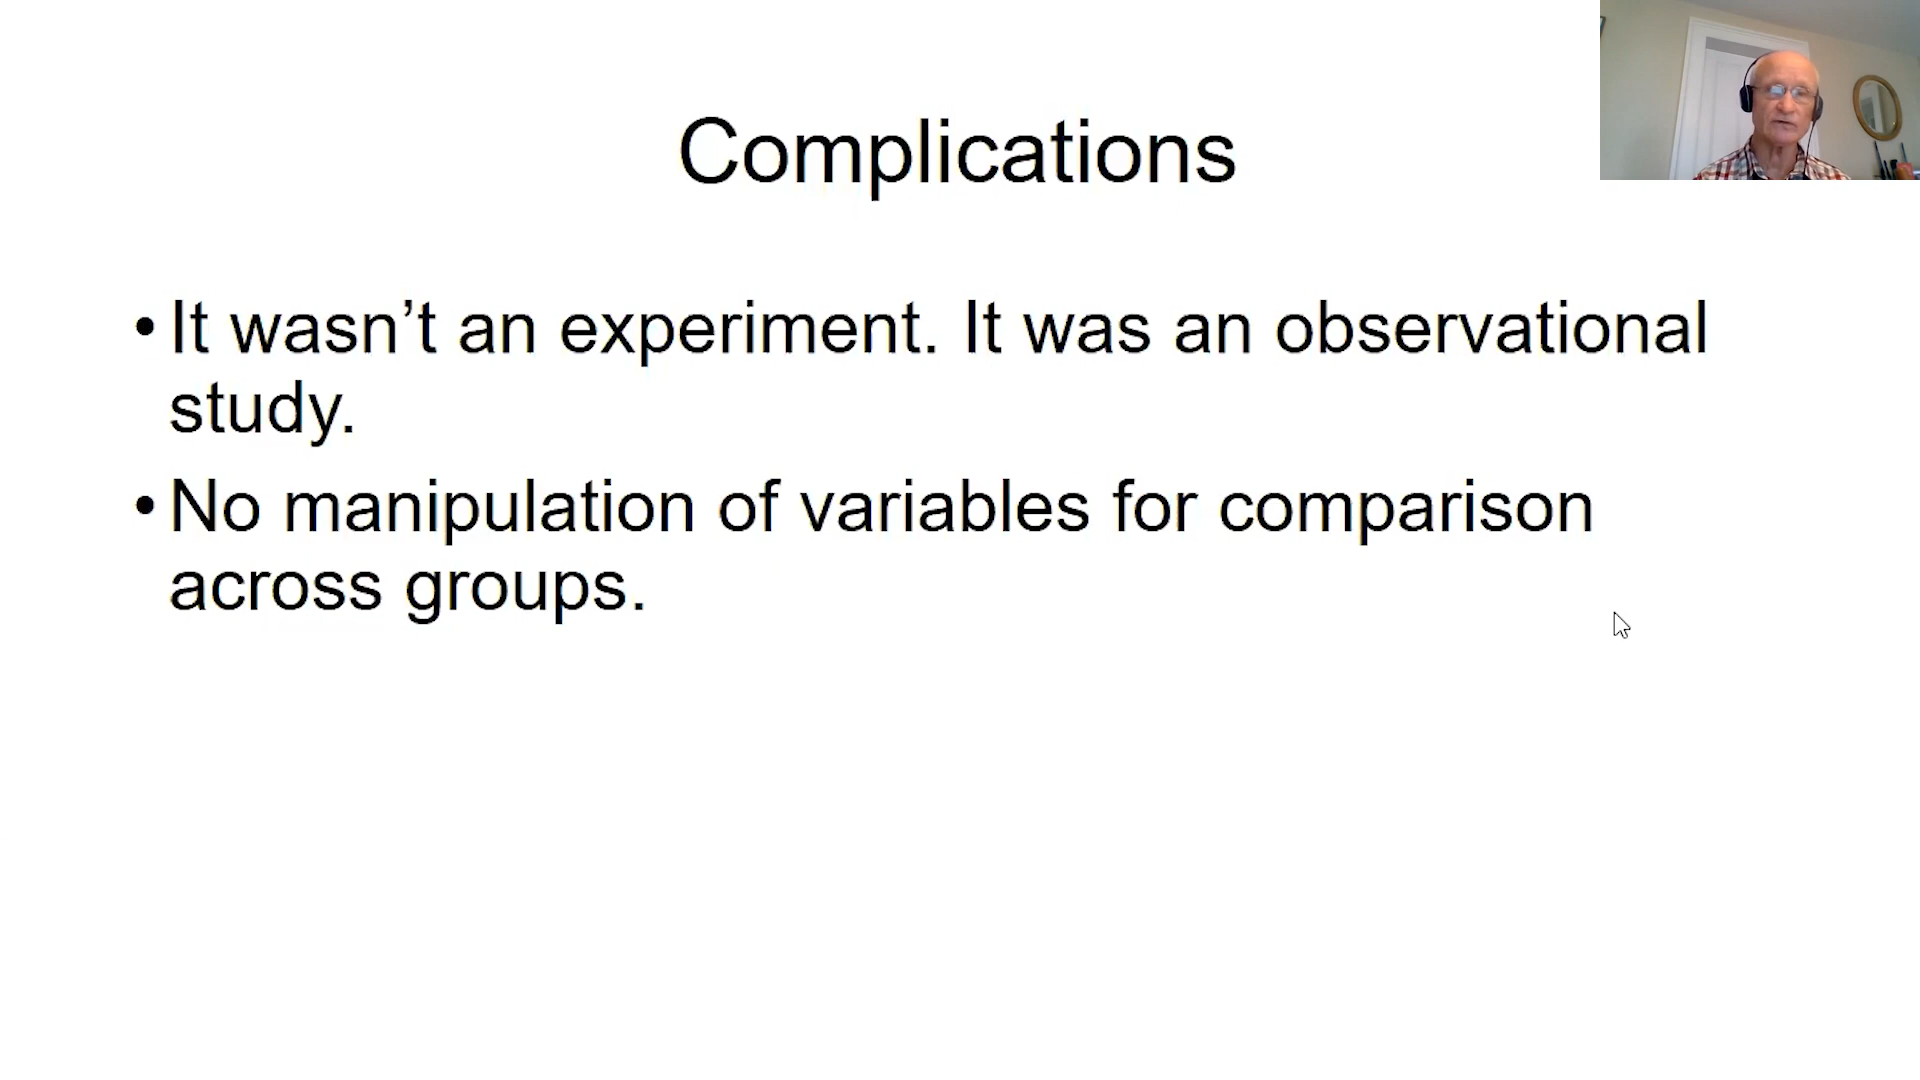 Complications
• It wasn’t an experiment. It was an observational
study.
• No manipulation of variables for comparison
across groups.